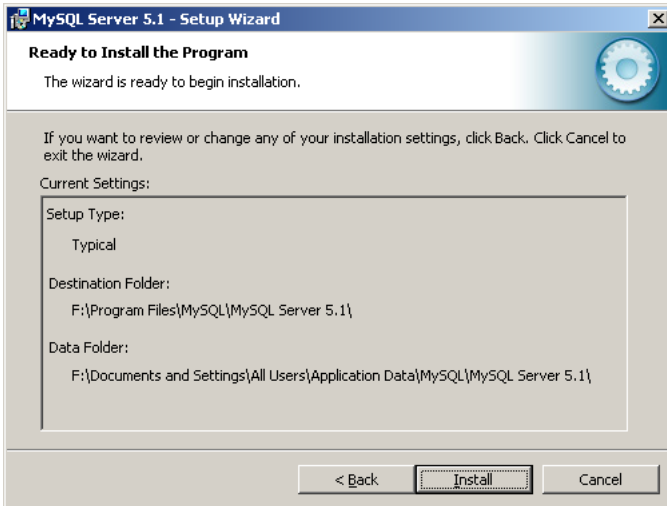 MySQL Server 5.1 - Setup Wizard
Ready to Install the Program
The wizard is ready to begin installation.
If you want to review or change any of your installation settings, click Back. Click Cancel to
exit the wizard.
Current Settings:
Setup Type:
Typical
Destination Folder:
F:\Program Files\MySQL\MySQL Server 5.1\
Data Folder:
F:\Documents and Settings\All Users\Application Data\MySQL\MySQL Server 5.1\
< Back
Install
Cancel